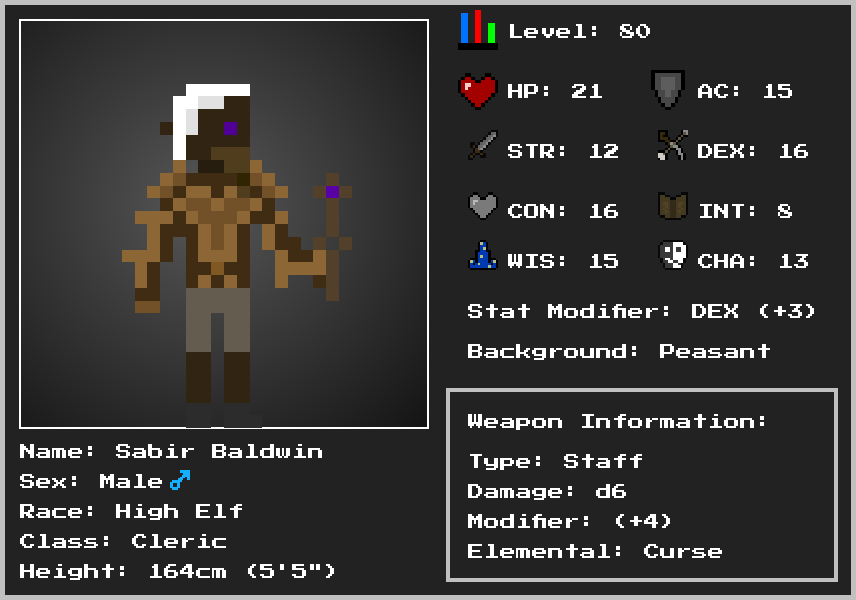 Level: 80
HP: 21
AC: 15
STR: 12
DEX: 16
CON: 16
INT: 8
WIS: 15
CHA: 13
Stat Modifier: DEX (+3)
Background: Peasant
Weapon Information:
Type: Staff
Damage: d6
Modifier: (+4)
Elemental: Curse
Name: Sabir Baldwin
Sex: Male♂
Race: High Elf
Class: Cleric
Height: 164cm (5'5")